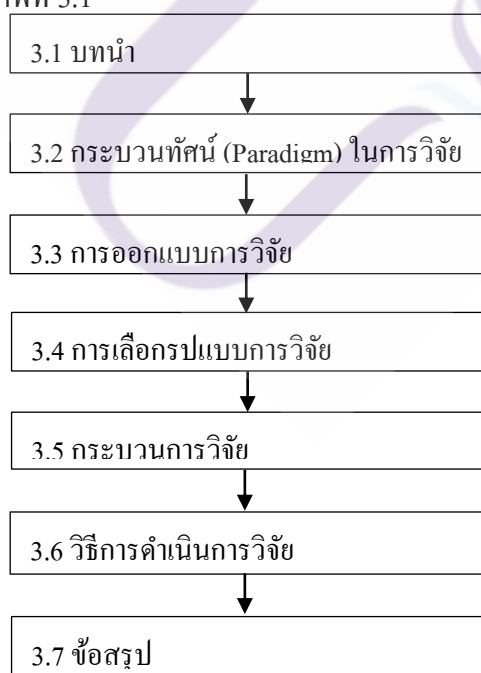 3.1
3.1 บทนำ
3.2 กระบวนทัศน์ (Paradigm) ในการวิจัย
3.3 การออกแบบการวิจัย
3.4 การเลือกรูปแบบการวิจัย
3.5 กระบวนการวิจัย
3.6 วิธีการดำเนินการวิจัย
3.7 ข้อสรุป